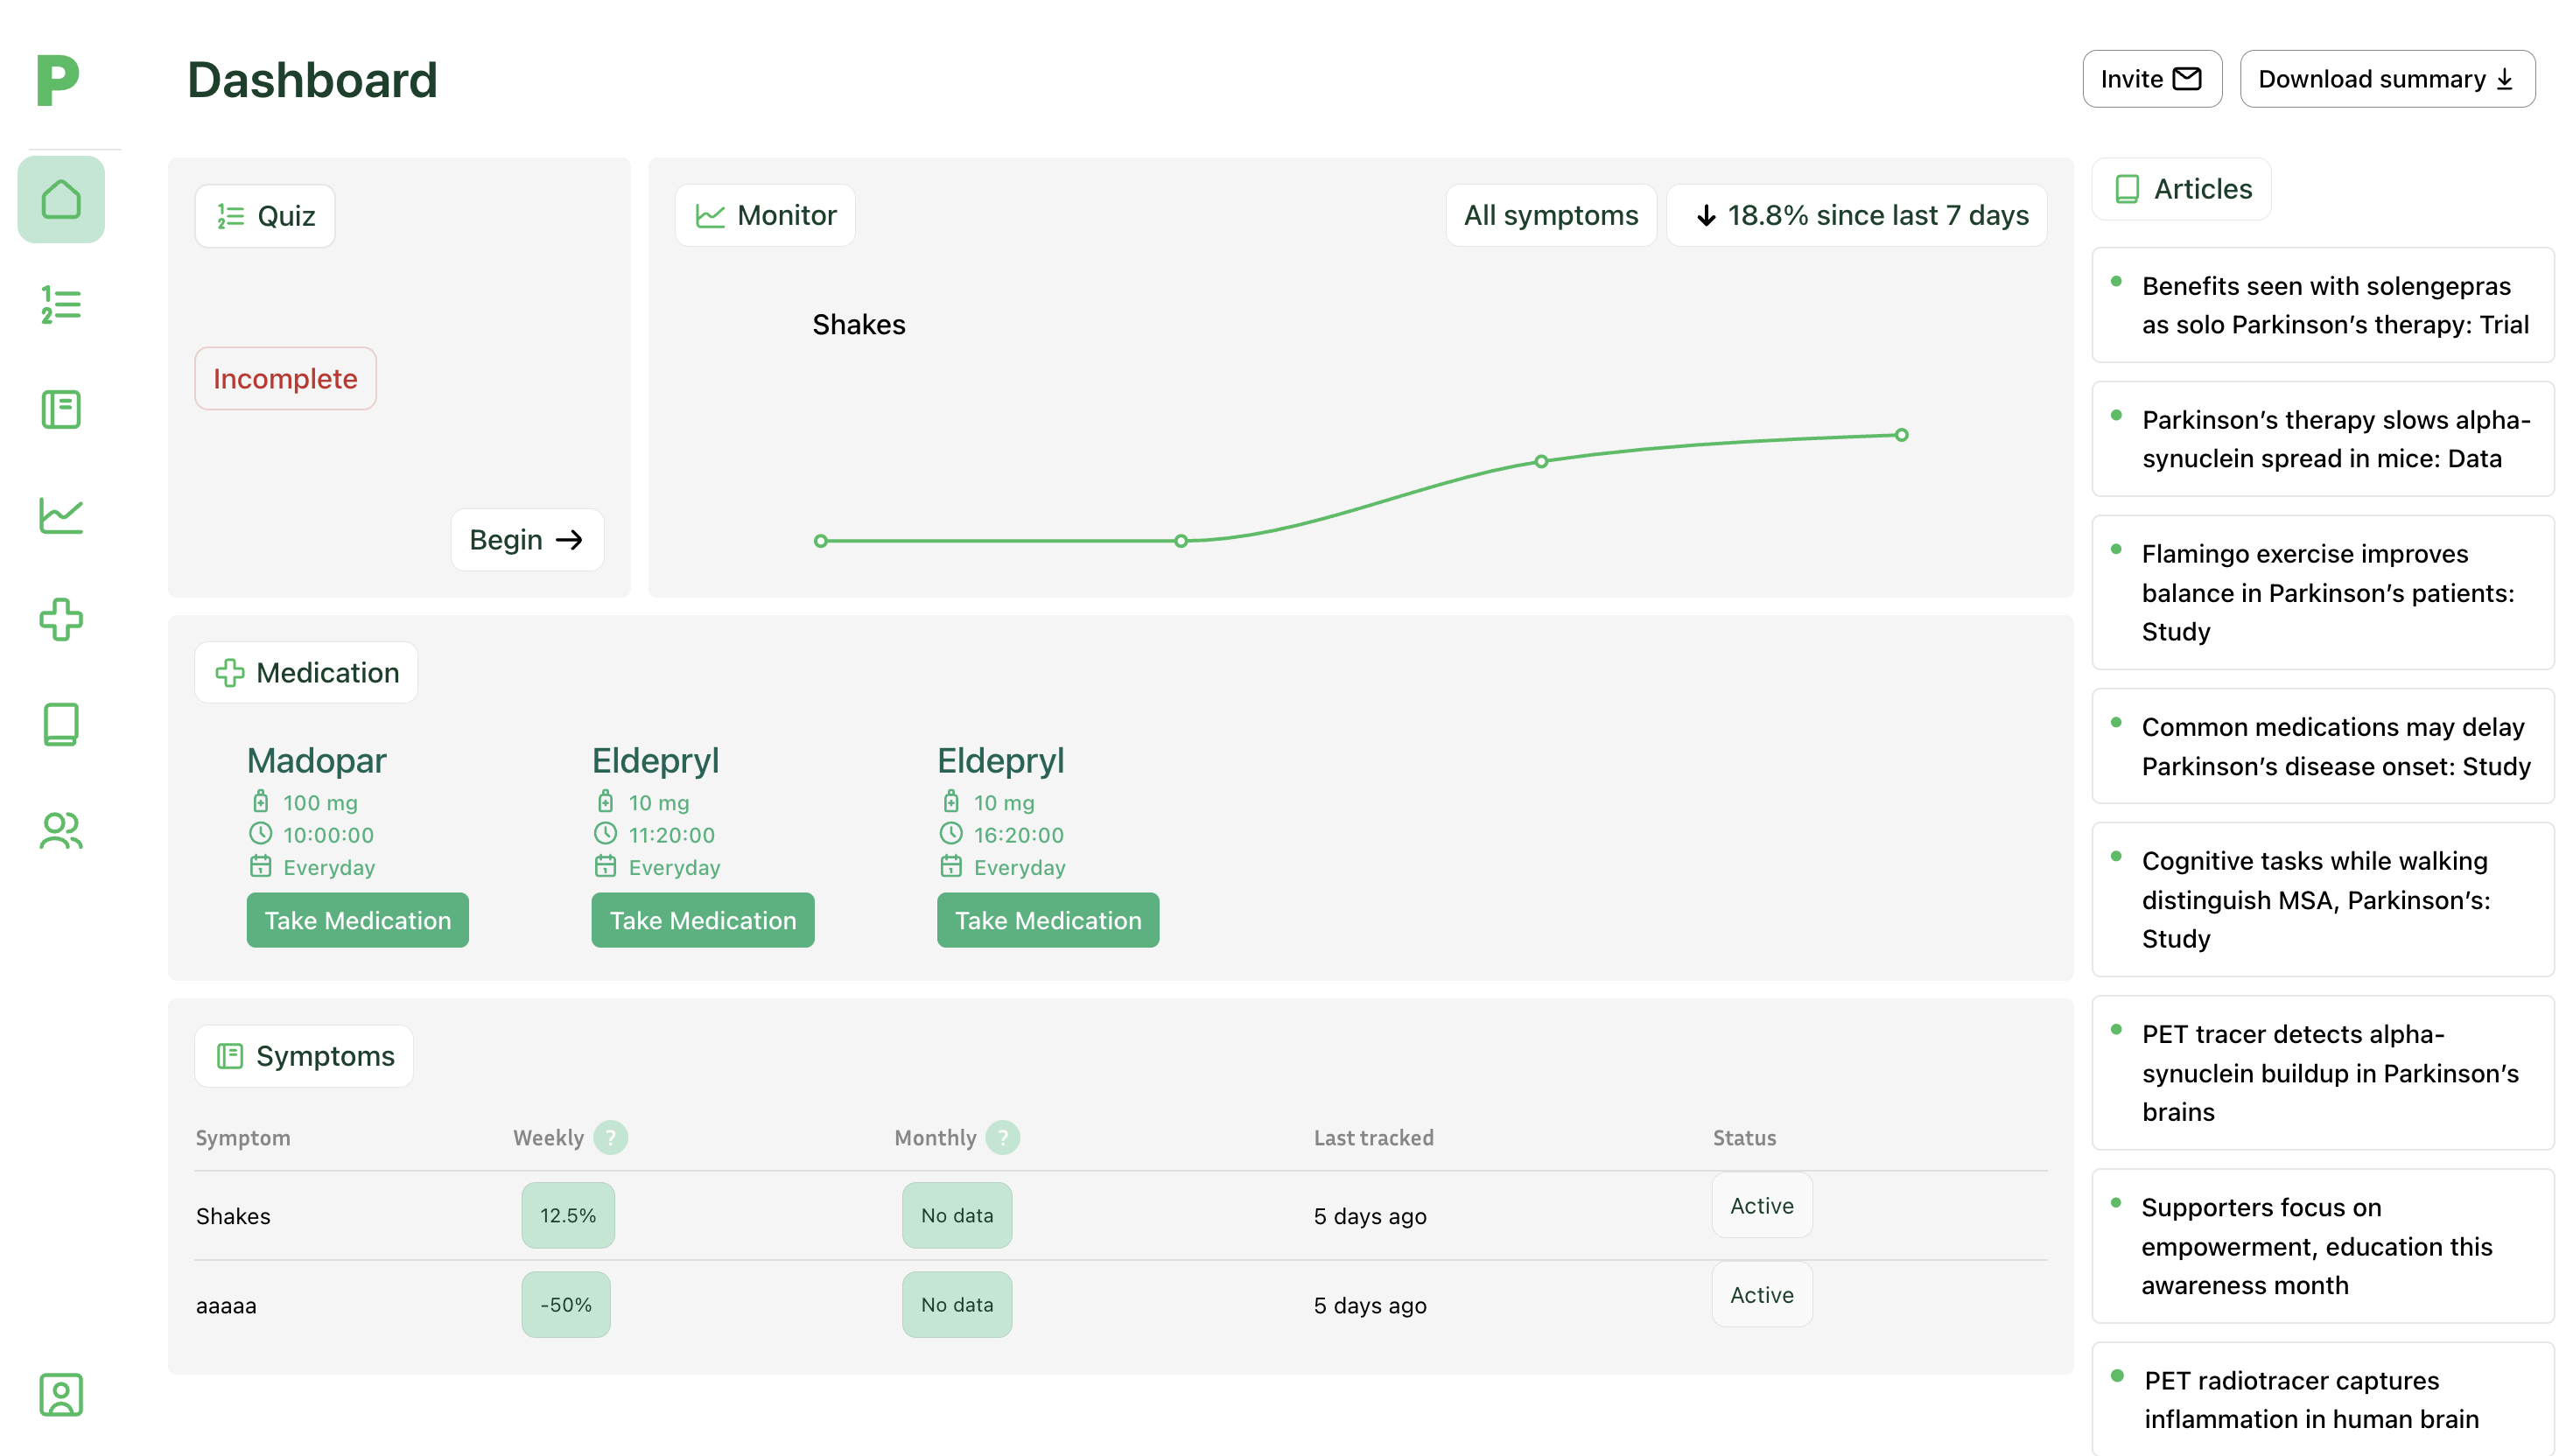 P
Dashboard
Invite
Download summary
Quiz
Incomplete
Begin
Monitor
All symptoms
18.8% since last 7 days
Shakes
Medication
Madopar
100 mg
10:00:00
Everyday
Take Medication
Eldepryl
10 mg
11:20:00
Everyday
Take Medication
Eldepryl
10 mg
16:20:00
Everyday
Take Medication
Symptoms
Symptom Weekly ? Monthly ? Last tracked Status
Shakes 12.5% No data 5 days ago Active
aaaaa -50% No data 5 days ago Active
Articles
Benefits seen with solengepras
as solo Parkinson’s therapy: Trial
Parkinson’s therapy slows alpha-
synuclein spread in mice: Data
Flamingo exercise improves
balance in Parkinson’s patients:
Study
Common medications may delay
Parkinson’s disease onset: Study
Cognitive tasks while walking
distinguish MSA, Parkinson’s:
Study
PET tracer detects alpha-
synuclein buildup in Parkinson’s
brains
Supporters focus on
empowerment, education this
awareness month
PET radiotracer captures
inflammation in human brain